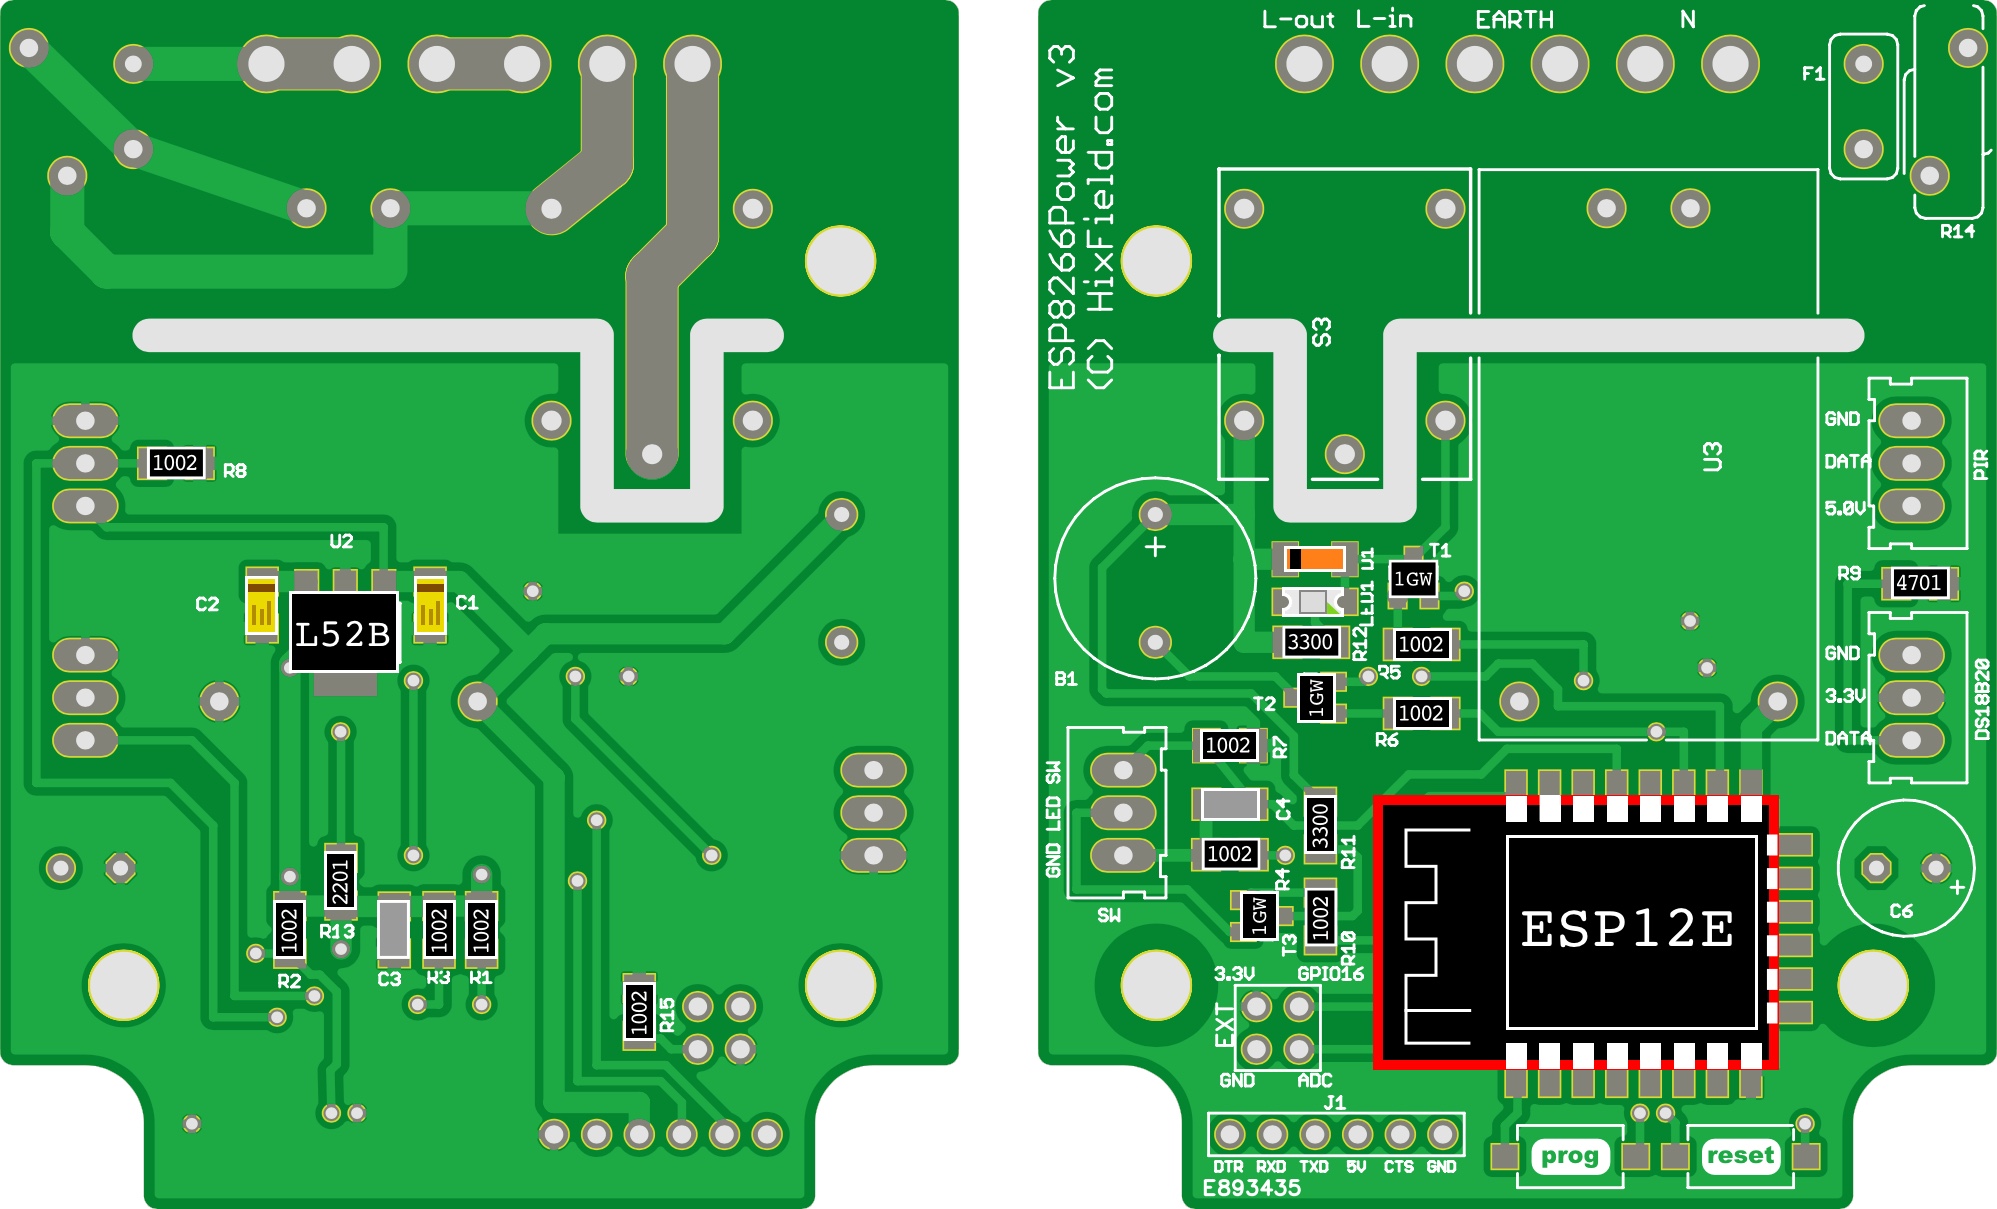 1002
R8
U2
C2
L52B
C1
2201
1002
R13
1002
1002
R2
C3
R3
R1
1002
R15
L-out
L-in
EARTH
N
ESP8266Power v3
(C) HixField.com
F1
R14
S3
U3
GND
DATA
5.0V
PIR
B1
+
D1
T1
1GW
LED1
3300
R12
1002
R5
T2
1GW
1002
R6
R9
4701
GND
3.3V
DATA
DS18B20
1002
R7
C4
3300
R11
1002
R4
GND LED SW
SW
1GW
T3
1002
R10
ESP12E
C6
+
3.3V
GPIO16
EXT
GND
ADC
J1
DTR
RXD
TXD
5V
CTS
GND
E893435
prog
reset